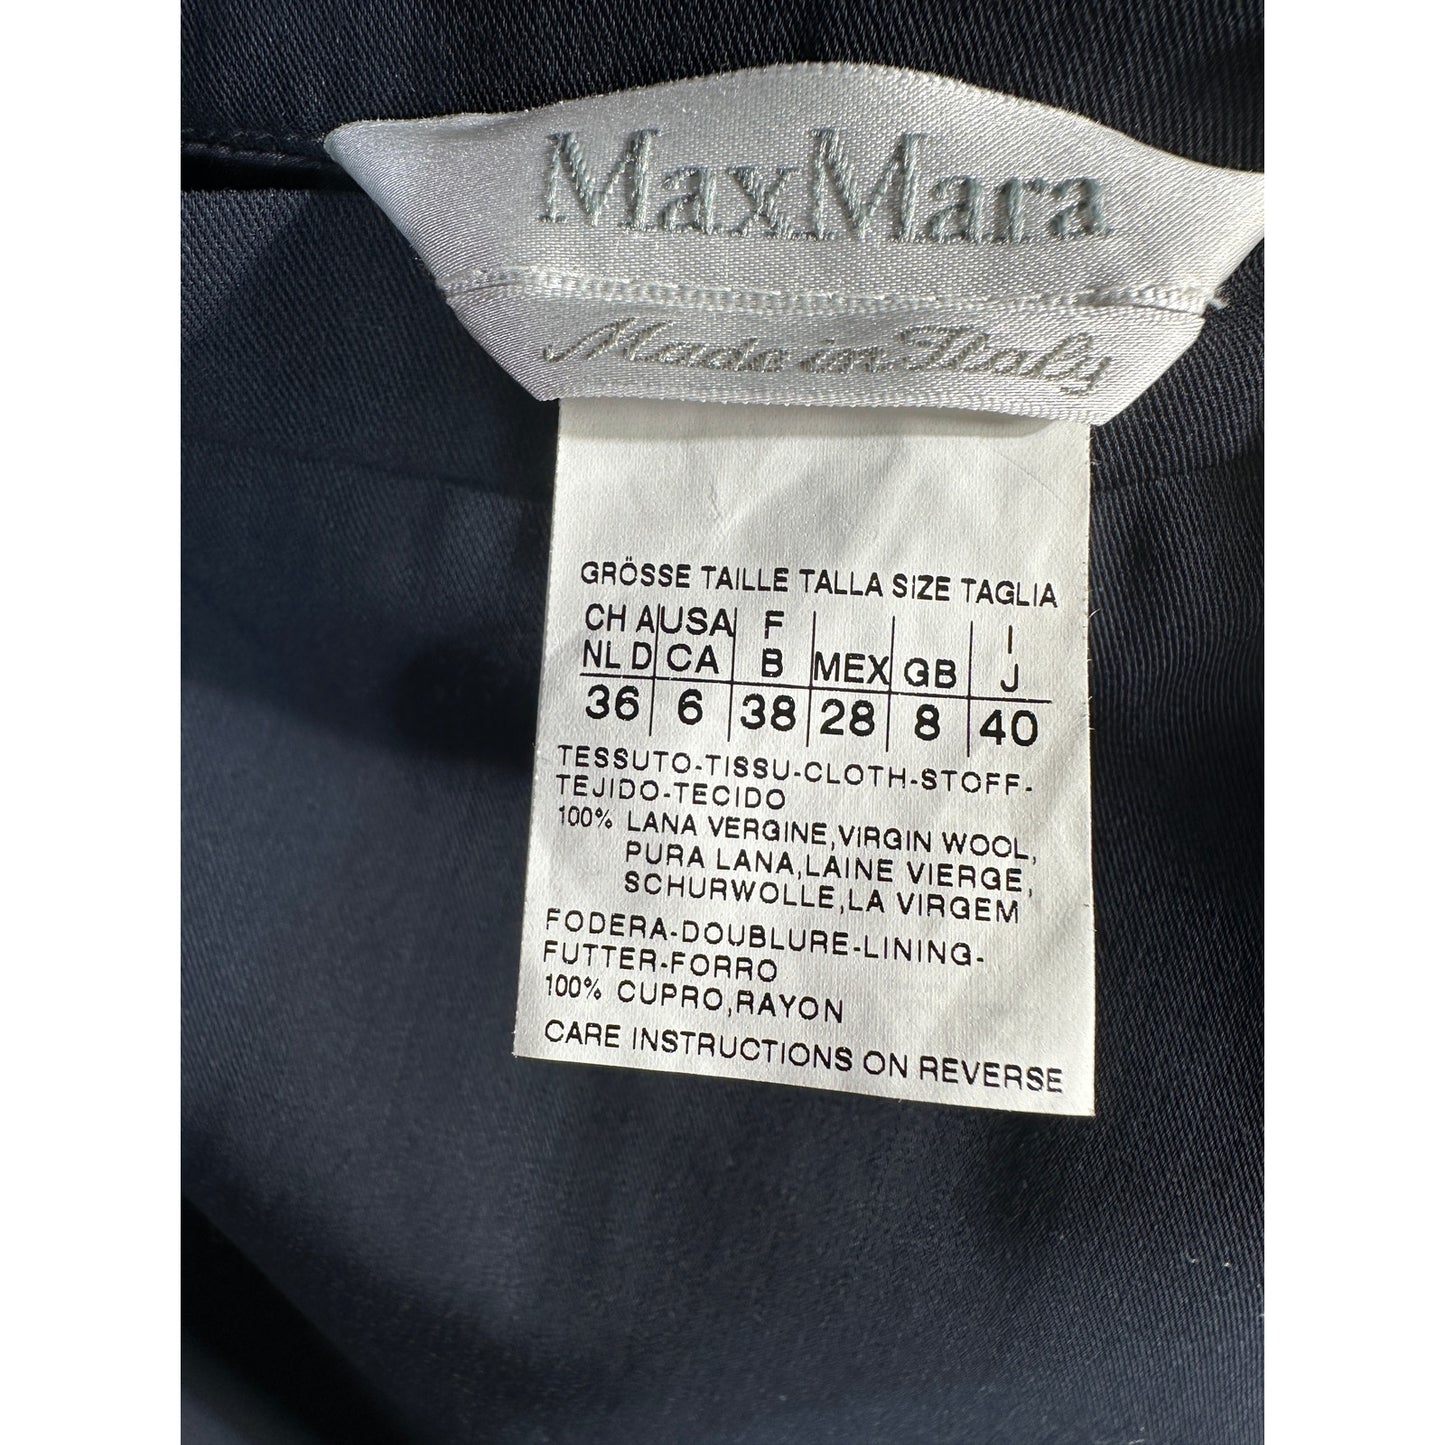 MaxMara
Made in Italy
GRÖSSE TAILLE TALLA SIZE TAGLIA
CH A USA F I
NL D CA B MEX GB J
36 6 38 28 8 40
TESSUTO-TISSU-CLOTH-STOFF-
TEJIDO-TECIDO
100% LANA VERGINE,VIRGIN WOOL,
PURA LANA,LAINE VIERGE,
SCHURWOLLE,LA VIRGEM
FODERA-DOUBLURE-LINING-
FUTTER-FORRO
100% CUPRO,RAYON
CARE INSTRUCTIONS ON REVERSE